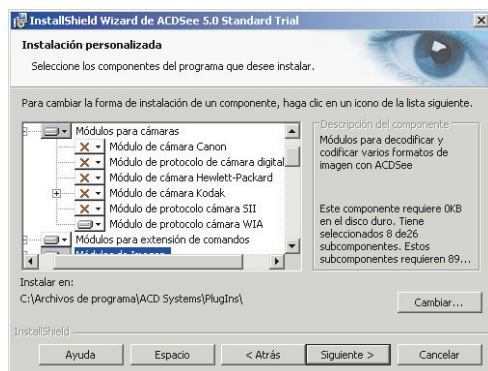 InstallShield Wizard de ACDSee 5.0 Standard Trial
Instalación personalizada
Seleccione los componentes del programa que desee instalar.
Para cambiar la forma de instalación de un componente, haga clic en un icono de la lista siguiente.
Módulos para cámaras
Módulo de cámara Canon
Módulo de protocolo de cámara digital
Módulo de cámara Hewlett-Packard
Módulo de cámara Kodak
Módulo de protocolo cámara SII
Módulo de protocolo cámara WIA
Módulos para extensión de comandos
Módulos de Imagen
Descripción del componente
Módulos para decodificar y
codificar varios formatos de
imagen con ACDSee
Este componente requiere 0KB
en el disco duro. Tiene
seleccionados 8 de26
subcomponentes. Estos
subcomponentes requieren 89...
Instalar en:
C:\Archivos de programa\ACD Systems\PlugIns\
Cambiar...
InstallShield
Ayuda
Espacio
< Atrás
Siguiente >
Cancelar